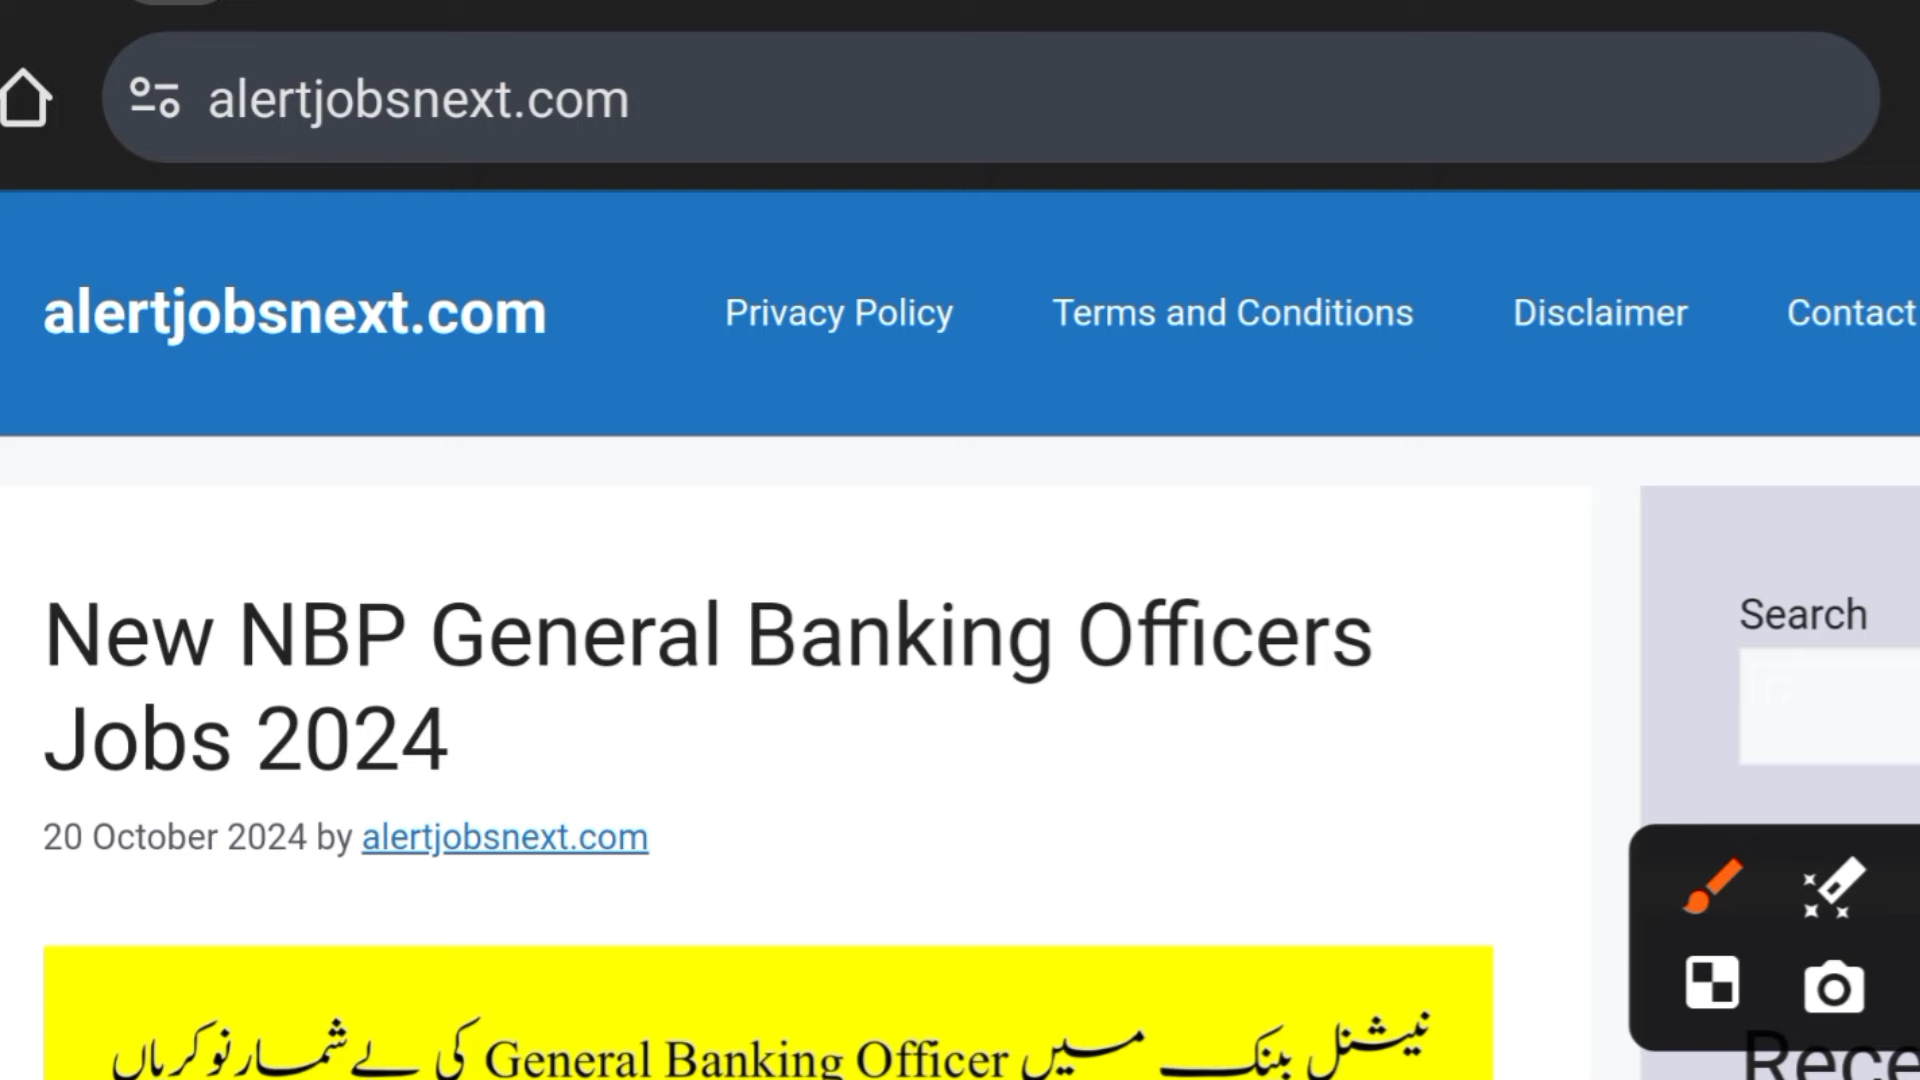 alertjobsnext.com
alertjobsnext.com Privacy Policy Terms and Conditions Disclaimer Contact
New NBP General Banking Officers
Jobs 2024
20 October 2024 by alertjobsnext.com
نیشنل بینک میں General Banking Officer کی بے شمار نوکریاں
Search